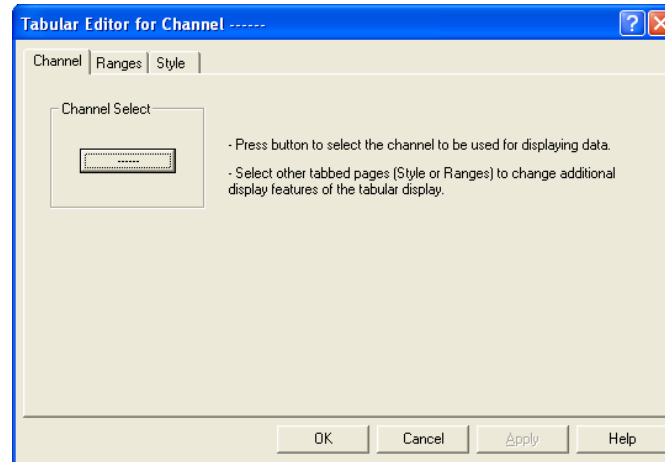 Tabular Editor for Channel ------
Channel
Ranges
Style
Channel Select
------
- Press button to select the channel to be used for displaying data.
- Select other tabbed pages (Style or Ranges) to change additional
display features of the tabular display.
OK
Cancel
Apply
Help